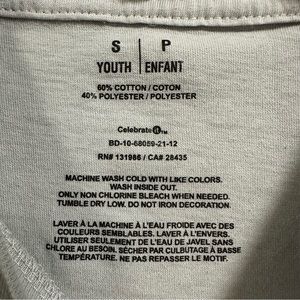 S | P
YOUTH | ENFANT
60% COTTON / COTON
40% POLYESTER / POLYESTER
Celebrate it™
BD-10-68059-21-12
RN# 131986 / CA# 28435
MACHINE WASH COLD WITH LIKE COLORS.
WASH INSIDE OUT.
ONLY NON CHLORINE BLEACH WHEN NEEDED.
TUMBLE DRY LOW. DO NOT IRON DECORATION.
LAVER À LA MACHINE À L'EAU FROIDE AVEC DES
COULEURS SEMBLABLES. LAVER À L'ENVERS.
UTILISER SEULEMENT DE L'EAU DE JAVEL SANS
CHLORE AU BESOIN. SÉCHER PAR CULBUTAGE À BASSE
TEMPÉRATURE. NE PAS REPASSER LE MOTIF.